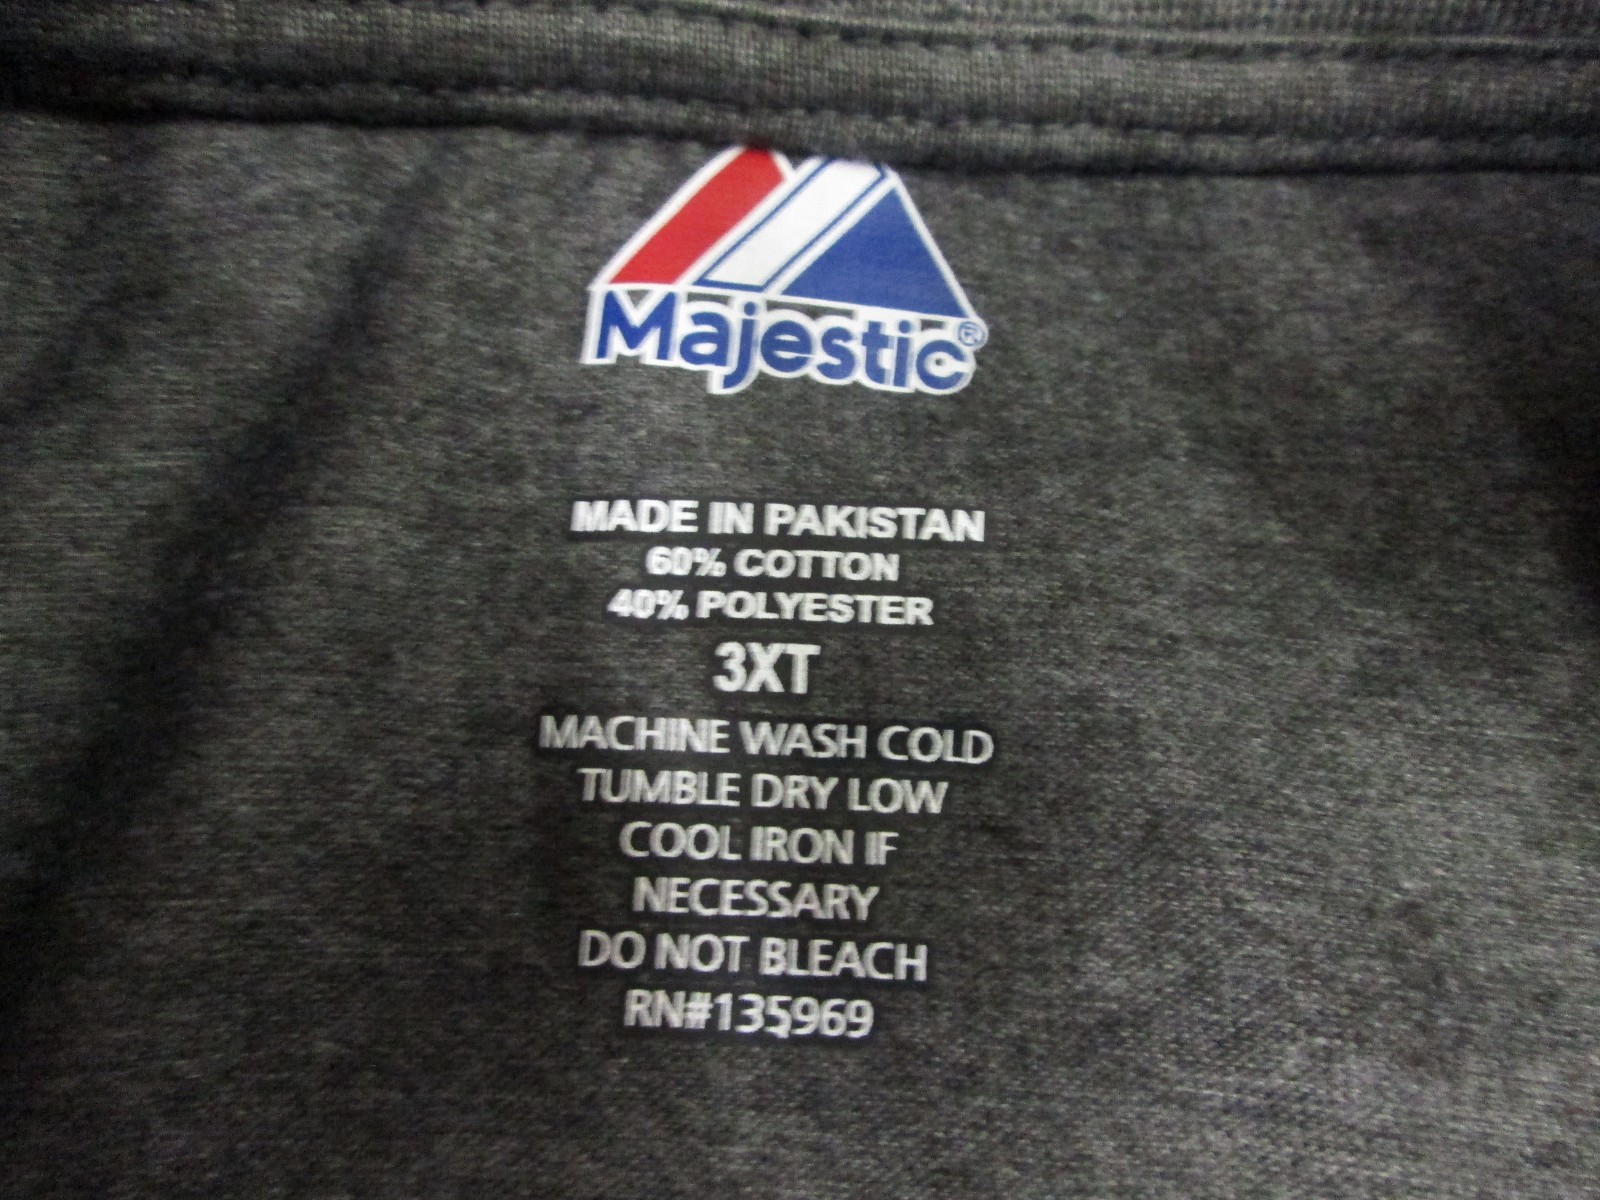 Majestic®
MADE IN PAKISTAN
60% COTTON
40% POLYESTER
3XT
MACHINE WASH COLD
TUMBLE DRY LOW
COOL IRON IF
NECESSARY
DO NOT BLEACH
RN#135969